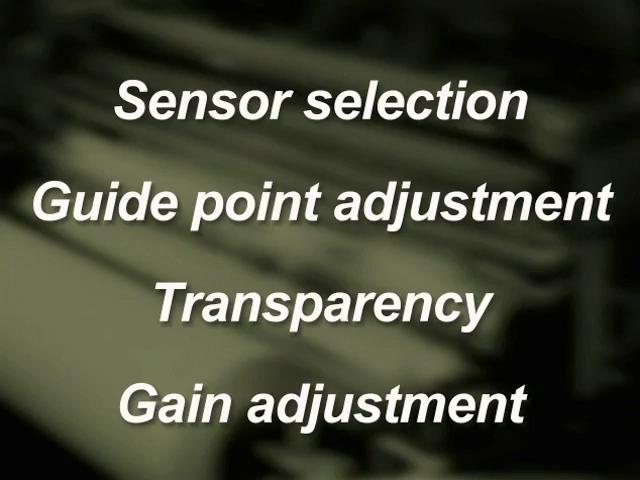 Sensor selection
Guide point adjustment
Transparency
Gain adjustment